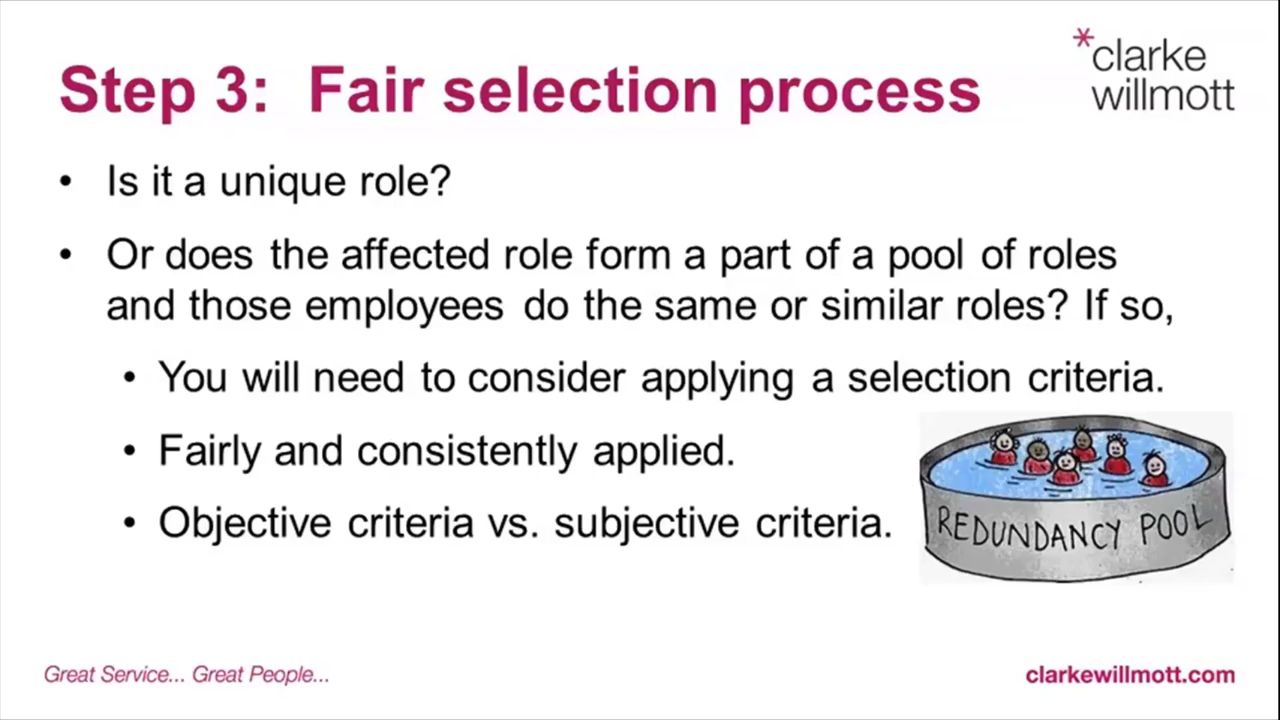 Step 3: Fair selection process
*clarke
willmott
• Is it a unique role?
• Or does the affected role form a part of a pool of roles
and those employees do the same or similar roles? If so,
• You will need to consider applying a selection criteria.
• Fairly and consistently applied.
• Objective criteria vs. subjective criteria.
REDUNDANCY POOL
Great Service... Great People...
clarkewillmott.com